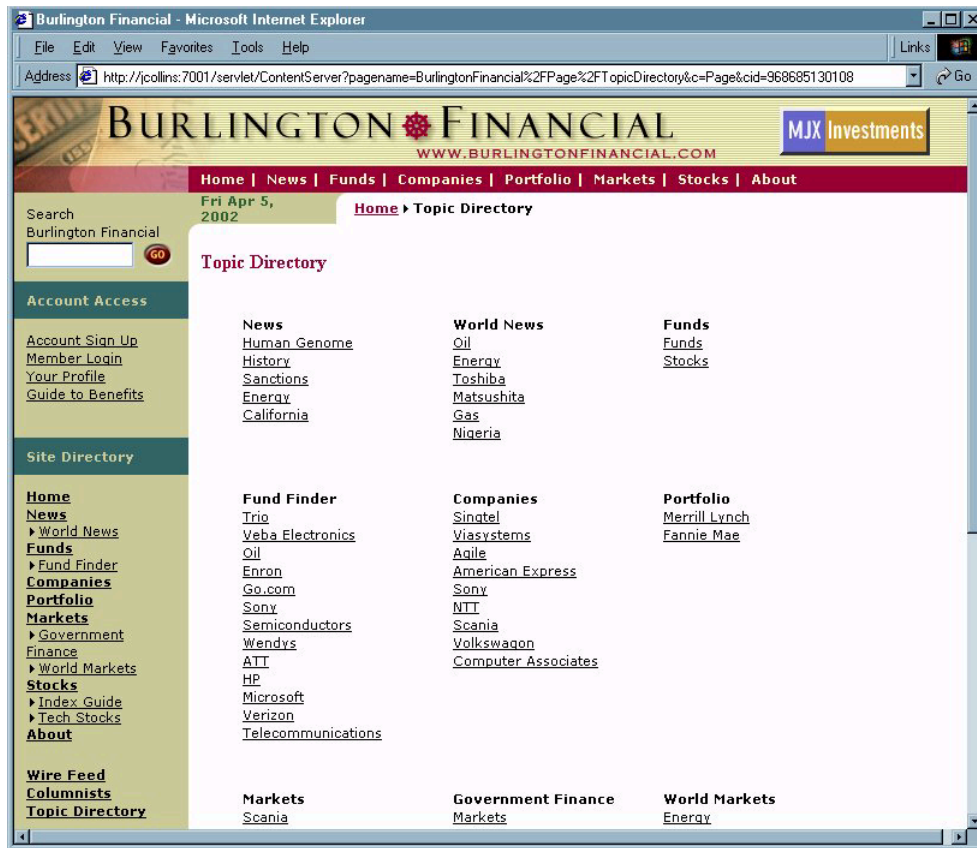 Burlington Financial - Microsoft Internet Explorer
File Edit View Favorites Tools Help
Links
Address http://jcollins:7001/servlet/ContentServer?pagename=BurlingtonFinancial%2FPage%2FTopicDirectory&c=Page&cid=968685130108
Go
BURLINGTON FINANCIAL
WWW.BURLINGTONFINANCIAL.COM
MJX Investments
Home | News | Funds | Companies | Portfolio | Markets | Stocks | About
Fri Apr 5,
2002
Home Topic Directory
Search
Burlington Financial
GO
Account Access
Account Sign Up
Member Login
Your Profile
Guide to Benefits
Site Directory
Home
News
World News
Funds
Fund Finder
Companies
Portfolio
Markets
Government
Finance
World Markets
Stocks
Index Guide
Tech Stocks
About
Wire Feed
Columnists
Topic Directory
Topic Directory
News
Human Genome
History
Sanctions
Energy
California
World News
Oil
Energy
Toshiba
Matsushita
Gas
Nigeria
Funds
Funds
Stocks
Fund Finder
Trio
Veba Electronics
Oil
Enron
Go.com
Sony
Semiconductors
Wendys
ATT
HP
Microsoft
Verizon
Telecommunications
Companies
Singtel
Viasystems
Agile
American Express
Sony
NTT
Scania
Volkswagon
Computer Associates
Portfolio
Merrill Lynch
Fannie Mae
Markets
Scania
Government Finance
Markets
World Markets
Energy